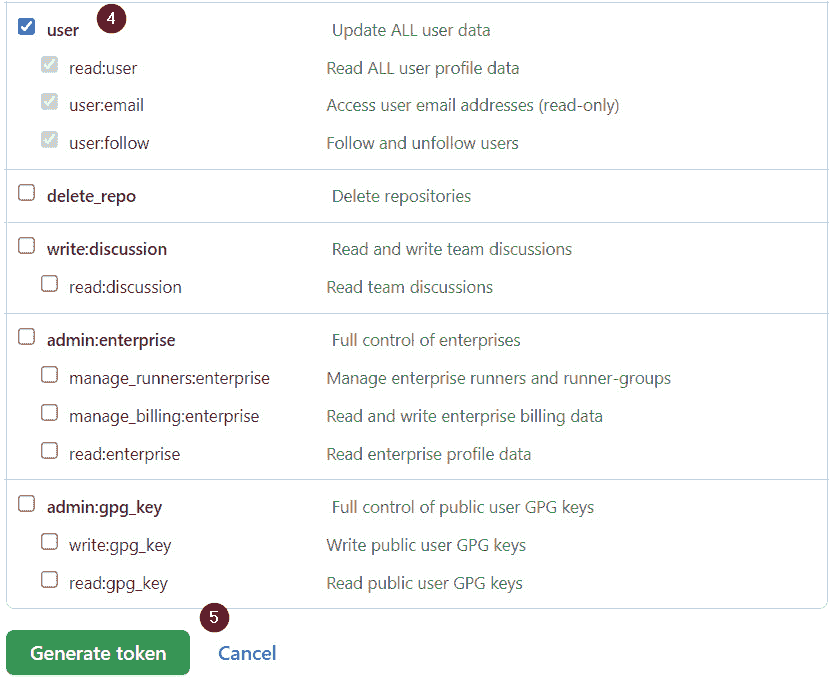 user 4 Update ALL user data
read:user Read ALL user profile data
user:email Access user email addresses (read-only)
user:follow Follow and unfollow users
delete_repo Delete repositories
write:discussion Read and write team discussions
read:discussion Read team discussions
admin:enterprise Full control of enterprises
manage_runners:enterprise Manage enterprise runners and runner-groups
manage_billing:enterprise Read and write enterprise billing data
read:enterprise Read enterprise profile data
admin:gpg_key Full control of public user GPG keys
write:gpg_key Write public user GPG keys
read:gpg_key Read public user GPG keys
5
Generate token Cancel